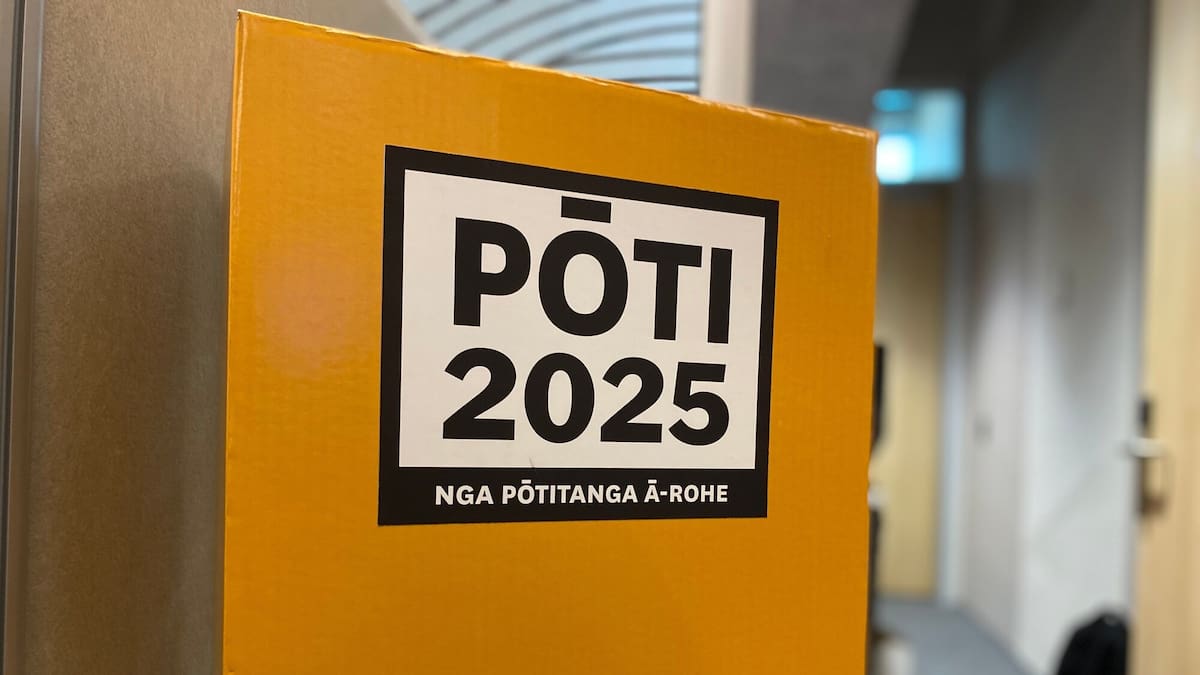 PŌTI
2025
NGA PŌTITANGA Ā-ROHE